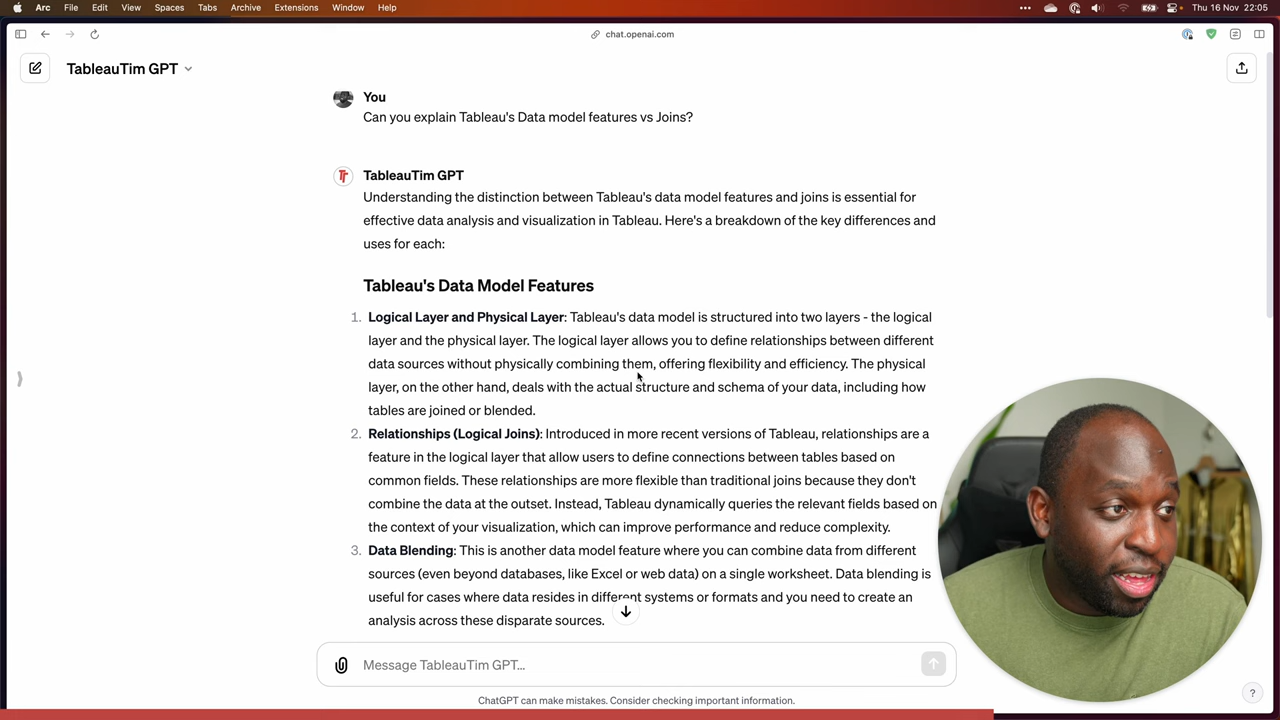 Arc File Edit View Spaces Tabs Archive Extensions Window Help
Thu 16 Nov 22:05
chat.openai.com
TableauTim GPT
You
Can you explain Tableau's Data model features vs Joins?
TableauTim GPT
Understanding the distinction between Tableau's data model features and joins is essential for
effective data analysis and visualization in Tableau. Here's a breakdown of the key differences and
uses for each:
Tableau's Data Model Features
1. Logical Layer and Physical Layer: Tableau's data model is structured into two layers - the logical
layer and the physical layer. The logical layer allows you to define relationships between different
data sources without physically combining them, offering flexibility and efficiency. The physical
layer, on the other hand, deals with the actual structure and schema of your data, including how
tables are joined or blended.
2. Relationships (Logical Joins): Introduced in more recent versions of Tableau, relationships are a
feature in the logical layer that allow users to define connections between tables based on
common fields. These relationships are more flexible than traditional joins because they don't
combine the data at the outset. Instead, Tableau dynamically queries the relevant fields based on
the context of your visualization, which can improve performance and reduce complexity.
3. Data Blending: This is another data model feature where you can combine data from different
sources (even beyond databases, like Excel or web data) on a single worksheet. Data blending is
useful for cases where data resides in different systems or formats and you need to create an
analysis across these disparate sources.
Message TableauTim GPT...
ChatGPT can make mistakes. Consider checking important information.
?